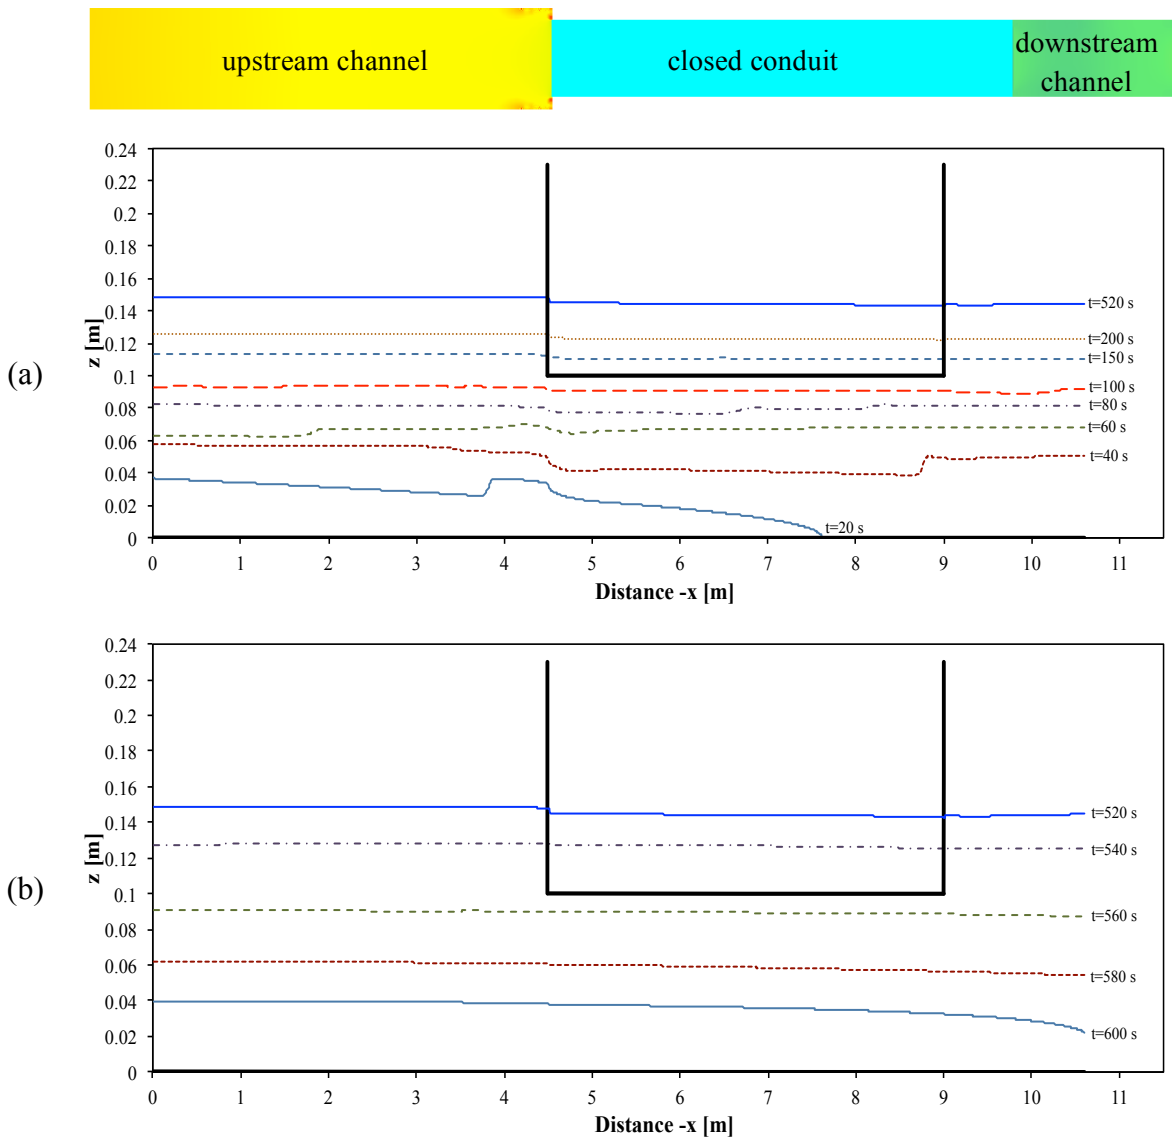 upstream channel
closed conduit
downstream
channel
(a)
z [m]
0.24
0.22
0.2
0.18
0.16
0.14
0.12
0.1
0.08
0.06
0.04
0.02
0
t=520 s
t=200 s
t=150 s
t=100 s
t=80 s
t=60 s
t=40 s
t=20 s
0 1 2 3 4 5 6 7 8 9 10 11
Distance -x [m]
(b)
z [m]
0.24
0.22
0.2
0.18
0.16
0.14
0.12
0.1
0.08
0.06
0.04
0.02
0
t=520 s
t=540 s
t=560 s
t=580 s
t=600 s
0 1 2 3 4 5 6 7 8 9 10 11
Distance -x [m]